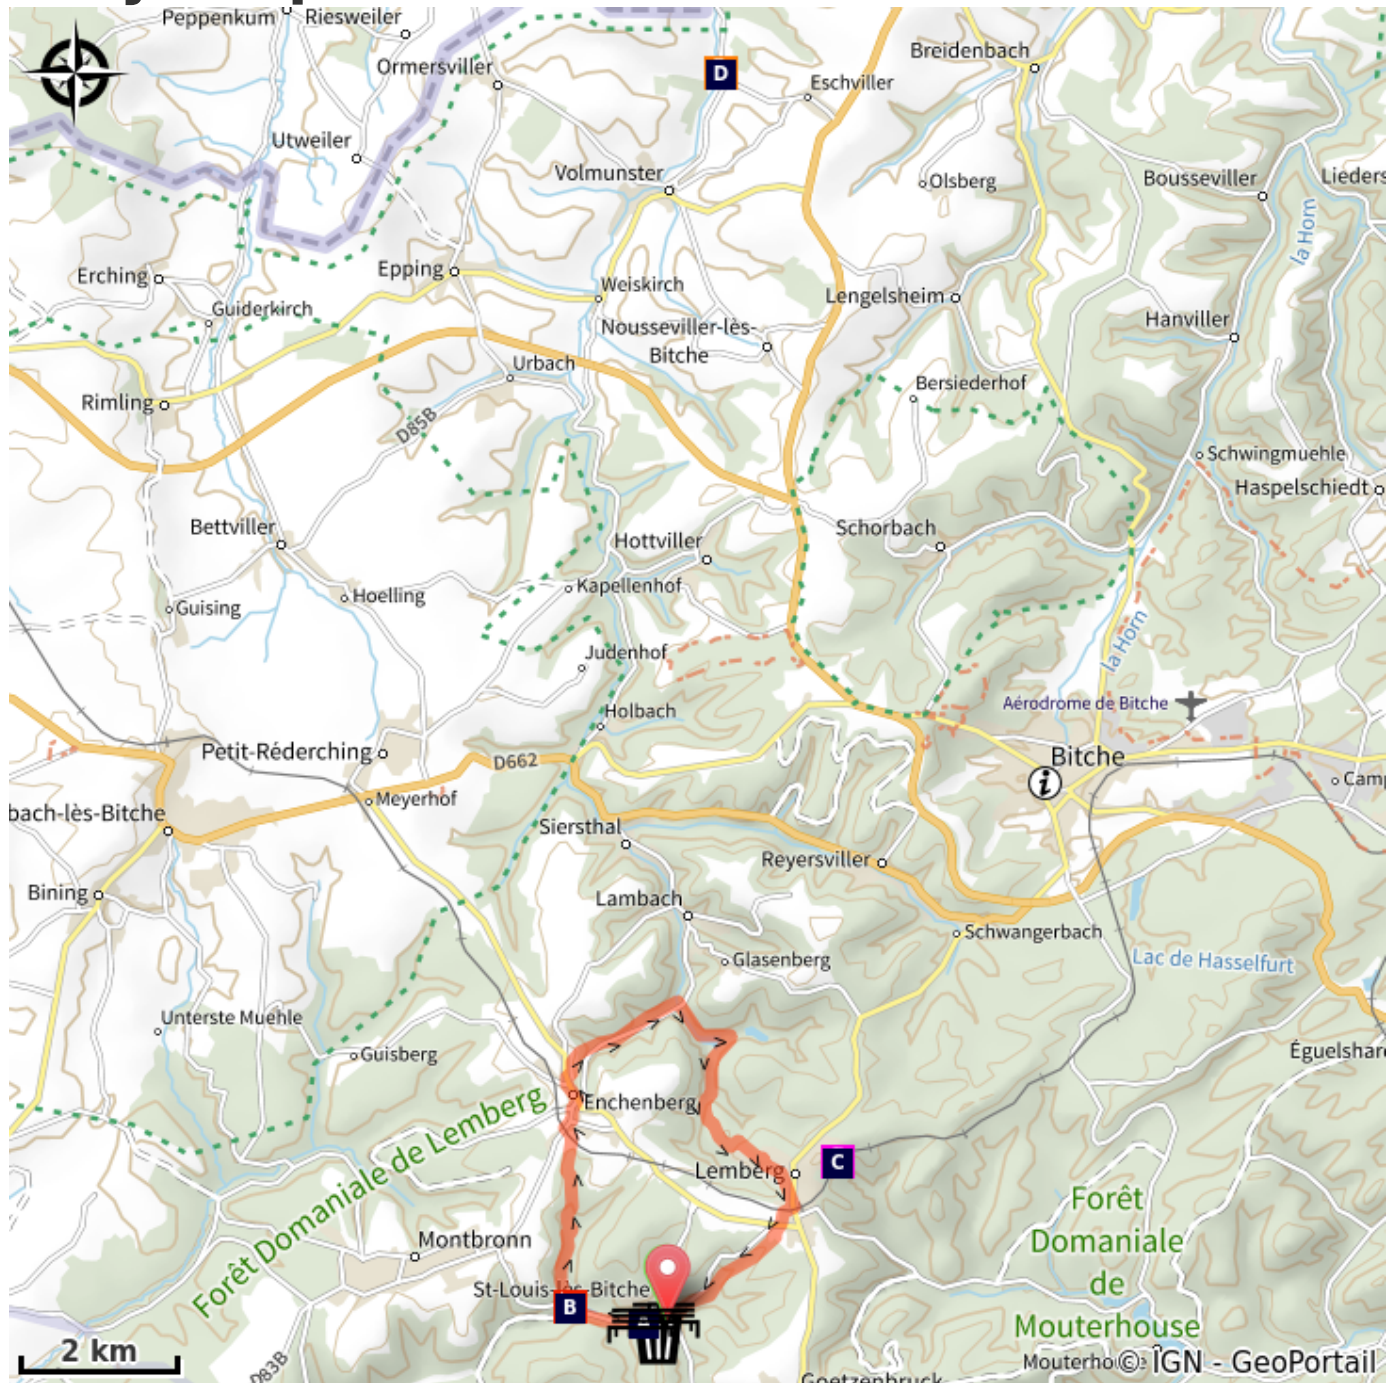 Peppenkum
Riesweiler
Ormersviller
Breidenbach
D
Eschviller
Utweiler
Volmunster
Olsberg
Bousseviller
Lieders
la Horn
Erching
Epping
Weiskirch
Lengelsheim
Guiderkirch
Nousseviller-lès-
Bitche
Hanviller
Urbach
Bersiederhof
Rimling
D85B
Schwingmuehle
Haspelschiedt
Bettviller
Hottviller
Schorbach
Kapellenhof
Hoelling
Guising
la Horn
Judenhof
Holbach
Aérodrome de Bitche
Petit-Réderching
D662
Bitche
i
Camp
Meyerhof
bach-lès-Bitche
Siersthal
Reyersviller
Bining
Lambach
Schwangerbach
Glasenberg
Lac de Hasselfurt
Unterste Muehle
Guisberg
Éguelshar
Enchenberg
Forêt Domaniale de Lemberg
Lemberg
C
Forêt
Domaniale
de
Mouterhouse
Montbronn
St-Louis-lès-Bitche
B
2 km
D83B
Goetzenbruck
© IGN - GeoPortail